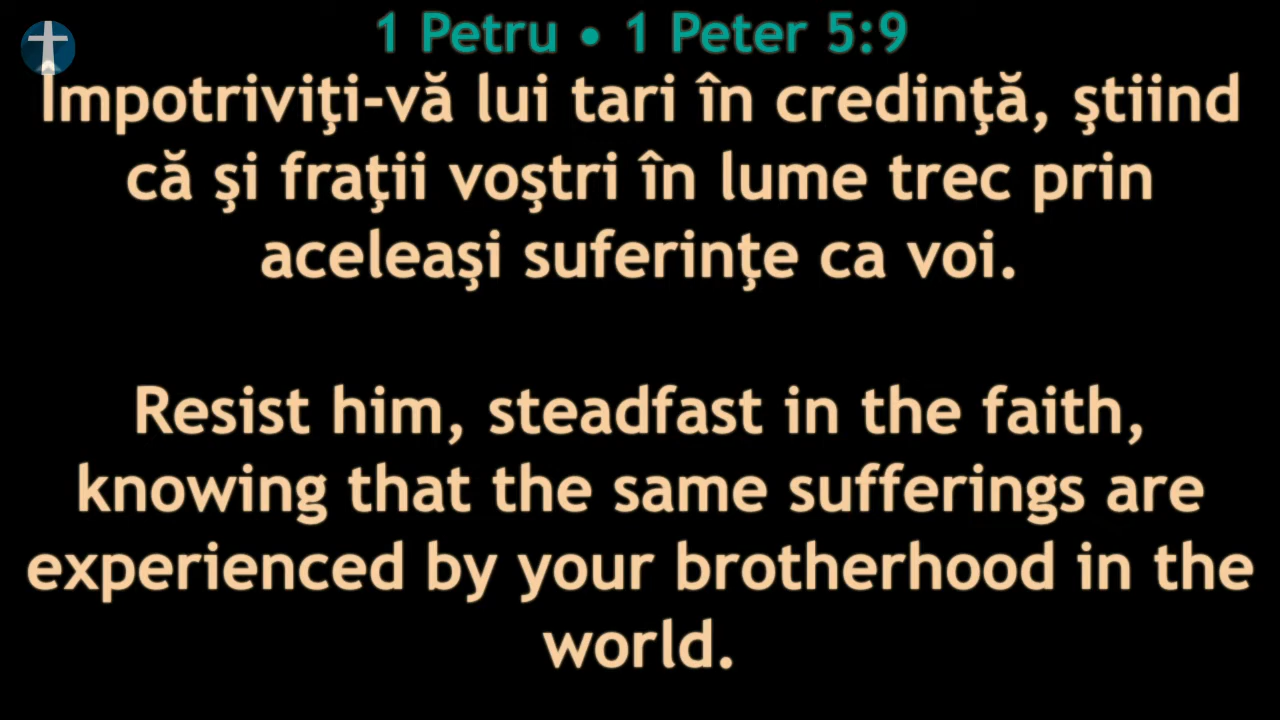 1 Petru • 1 Peter 5:9
Împotriviţi-vă lui tari în credinţă, ştiind
că şi fraţii voştri în lume trec prin
aceleaşi suferinţe ca voi.
Resist him, steadfast in the faith,
knowing that the same sufferings are
experienced by your brotherhood in the
world.